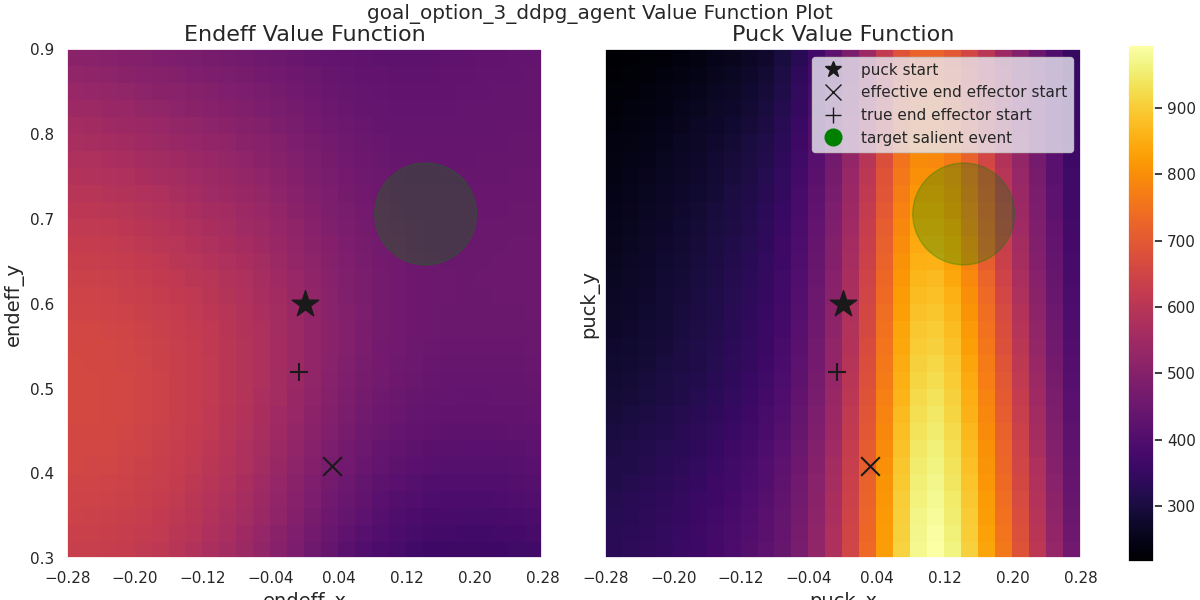 goal_option_3_ddpg_agent Value Function Plot
Endeff Value Function
Puck Value Function
0.9
0.8
0.7
0.6
0.5
0.4
0.3
endeff_y
−0.28 −0.20 −0.12 −0.04 0.04 0.12 0.20 0.28
endeff_x
puck_y
puck start
effective end effector start
true end effector start
target salient event
−0.28 −0.20 −0.12 −0.04 0.04 0.12 0.20 0.28
puck_x
900
800
700
600
500
400
300